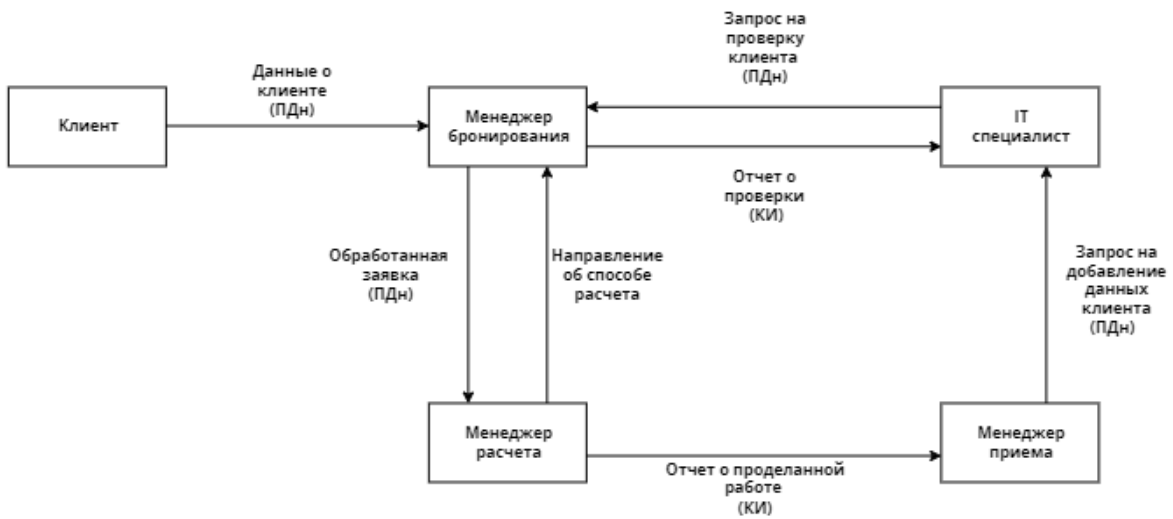 Запрос на
проверку
клиента
(ПДн)
Данные о
клиенте
(ПДн)
Клиент
Менеджер
бронирования
IT
специалист
Отчет о
проверки
(КИ)
Обработанная
заявка
(ПДн)
Направление
об способе
расчета
Запрос на
добавление
данных
клиента
(ПДн)
Менеджер
расчета
Менеджер
приема
Отчет о проделанной
работе
(КИ)